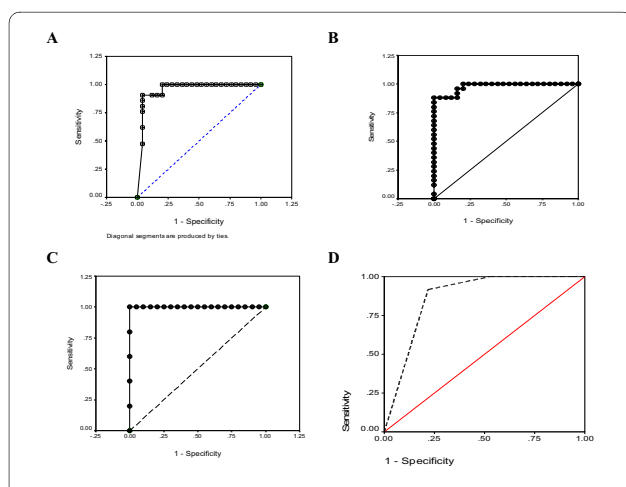 A
1.25
1.00
.75
.50
.25
0.00
Sensitivity
-.25 0.00 .25 .50 .75 1.00 1.25
1 - Specificity
Diagonal segments are produced by ties.
B
1.25
1.00
.75
.50
.25
0.00
Sensitivity
-.25 0.00 .25 .50 .75 1.00
1 - Specificity
C
1.25
1.00
.75
.50
.25
0.00
Sensitivity
-.25 0.00 .25 .50 .75 1.00 1.25
1 - Specificity
D
1.00
.75
.50
.25
0.00
Sensitivity
0.00 .25 .50 .75 1.00
1 - Specificity